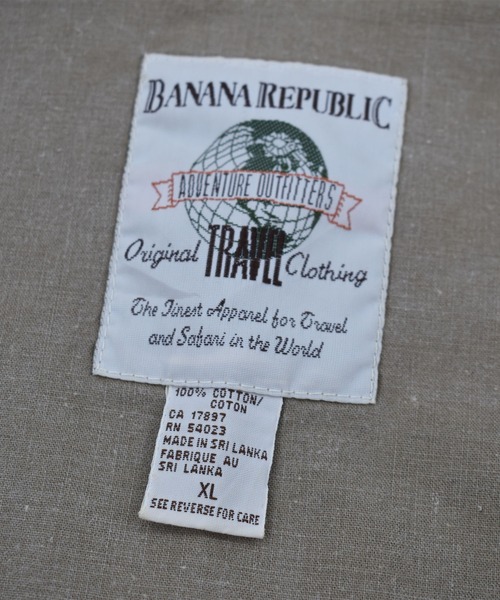 BANANA REPUBLIC
ADVENTURE OUTFITTERS
Original TRAVEL Clothing
The Finest Apparel for Travel
and Safari in the World
100% COTTON/
COTON
CA 17897
RN 54023
MADE IN SRI LANKA
FABRIQUE AU
SRI LANKA
XL
SEE REVERSE FOR CARE